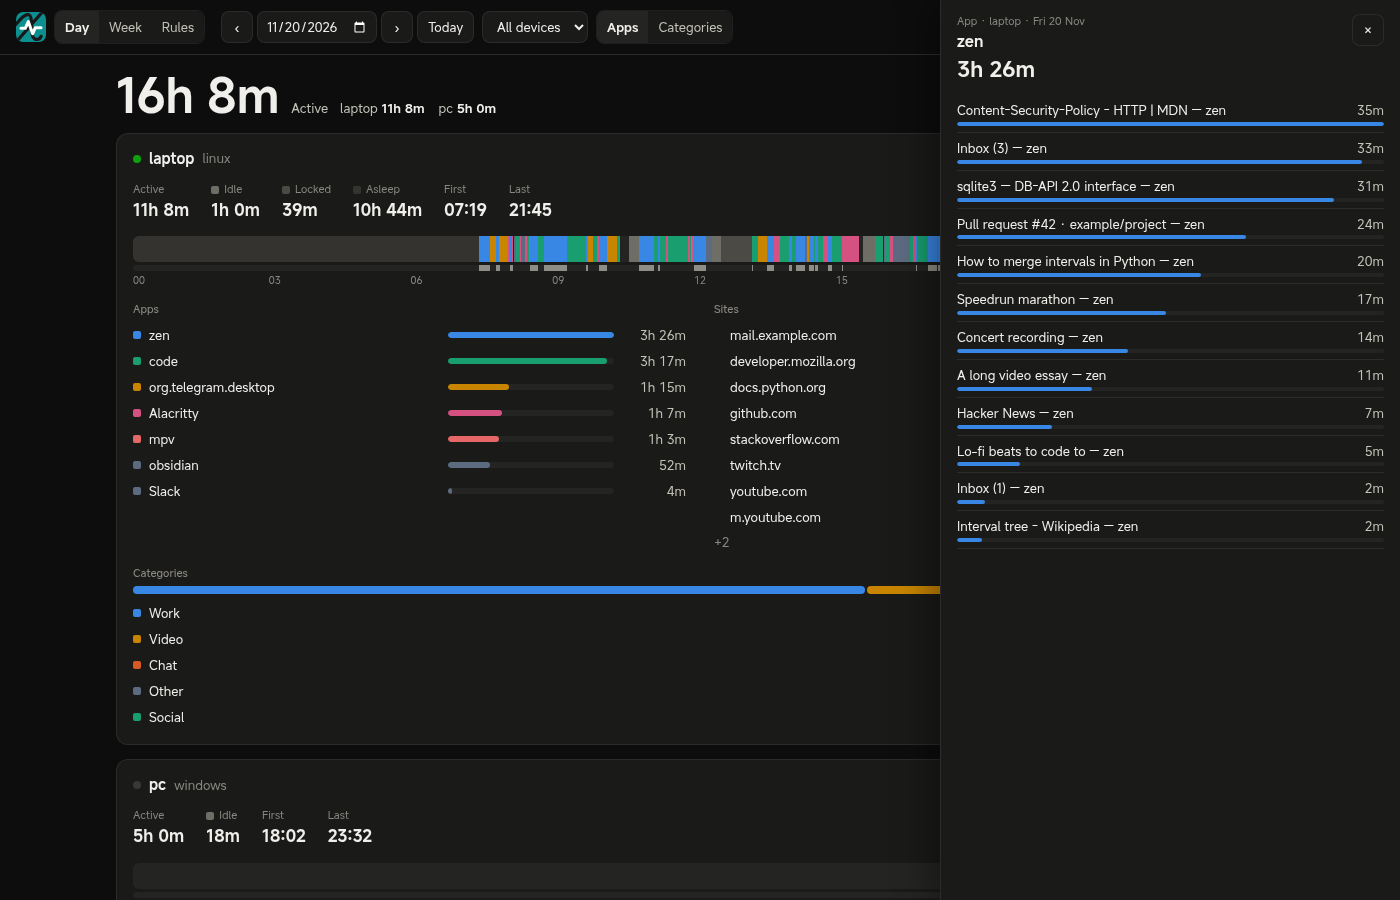 Day Week Rules ‹ 11/20/2026 › Today All devices Apps Categories
16h 8m Active laptop 11h 8m pc 5h 0m
laptop linux
Active Idle Locked Asleep First Last
11h 8m 1h 0m 39m 10h 44m 07:19 21:45
00 03 06 09 12 15
Apps
zen 3h 26m
code 3h 17m
org.telegram.desktop 1h 15m
Alacritty 1h 7m
mpv 1h 3m
obsidian 52m
Slack 4m
Sites
mail.example.com
developer.mozilla.org
docs.python.org
github.com
stackoverflow.com
twitch.tv
youtube.com
m.youtube.com
+2
Categories
Work
Video
Chat
Other
Social
pc windows
Active Idle First Last
5h 0m 18m 18:02 23:32
App · laptop · Fri 20 Nov
zen ×
3h 26m
Content-Security-Policy - HTTP | MDN — zen 35m
Inbox (3) — zen 33m
sqlite3 — DB-API 2.0 interface — zen 31m
Pull request #42 · example/project — zen 24m
How to merge intervals in Python — zen 20m
Speedrun marathon — zen 17m
Concert recording — zen 14m
A long video essay — zen 11m
Hacker News — zen 7m
Lo-fi beats to code to — zen 5m
Inbox (1) — zen 2m
Interval tree - Wikipedia — zen 2m